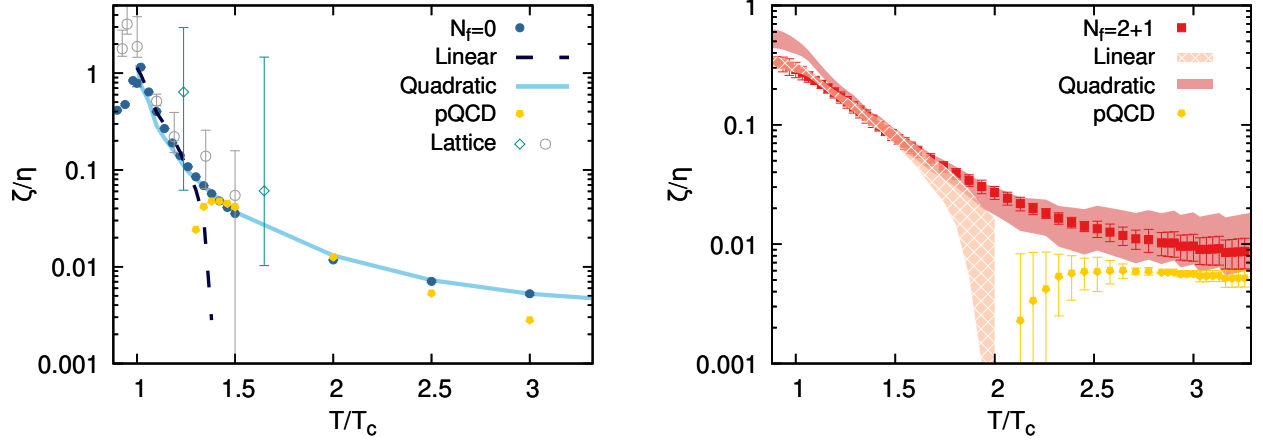 N_f=0
Linear
Quadratic
pQCD
Lattice
1
0.1
0.01
0.001
ζ/η
1
1.5
2
2.5
3
T/T_c
N_f=2+1
Linear
Quadratic
pQCD
1
0.1
0.01
0.001
ζ/η
1
1.5
2
2.5
3
T/T_c